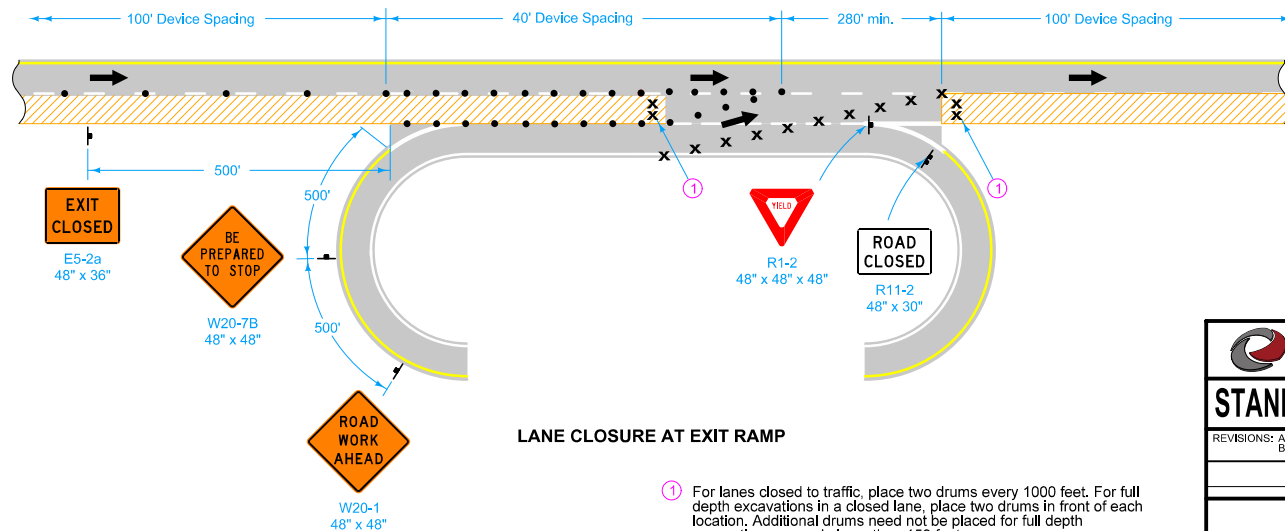 100' Device Spacing
40' Device Spacing
280' min.
100' Device Spacing
X
X
X X X X X X X X X X
X
X
500'
1
1
EXIT
CLOSED
E5-2a
48" x 36"
500'
BE
PREPARED
TO STOP
W20-7B
48" x 48"
500'
YIELD
R1-2
48" x 48" x 48"
ROAD
CLOSED
R11-2
48" x 30"
ROAD
WORK
AHEAD
W20-1
48" x 48"
LANE CLOSURE AT EXIT RAMP
1 For lanes closed to traffic, place two drums every 1000 feet. For full
depth excavations in a closed lane, place two drums in front of each
location. Additional drums need not be placed for full depth
REVISIONS: